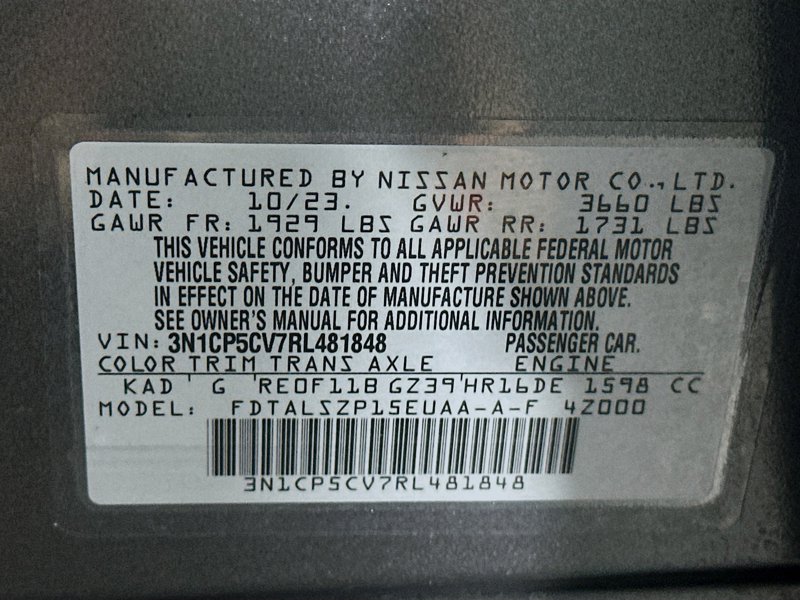 MANUFACTURED BY NISSAN MOTOR CO., LTD.
DATE: 10/23. GVWR: 3660 LBS
GAWR FR: 1929 LBS GAWR RR: 1731 LBS
THIS VEHICLE CONFORMS TO ALL APPLICABLE FEDERAL MOTOR
VEHICLE SAFETY, BUMPER AND THEFT PREVENTION STANDARDS
IN EFFECT ON THE DATE OF MANUFACTURE SHOWN ABOVE.
SEE OWNER'S MANUAL FOR ADDITIONAL INFORMATION.
VIN: 3N1CP5CV7RL481848 PASSENGER CAR.
COLOR TRIM TRANS AXLE ENGINE
KAD G RE0F11B GZ39 HR16DE 1598 CC
MODEL: FDTALSZP15EUAA-A-F 4Z000
3N1CP5CV7RL481848